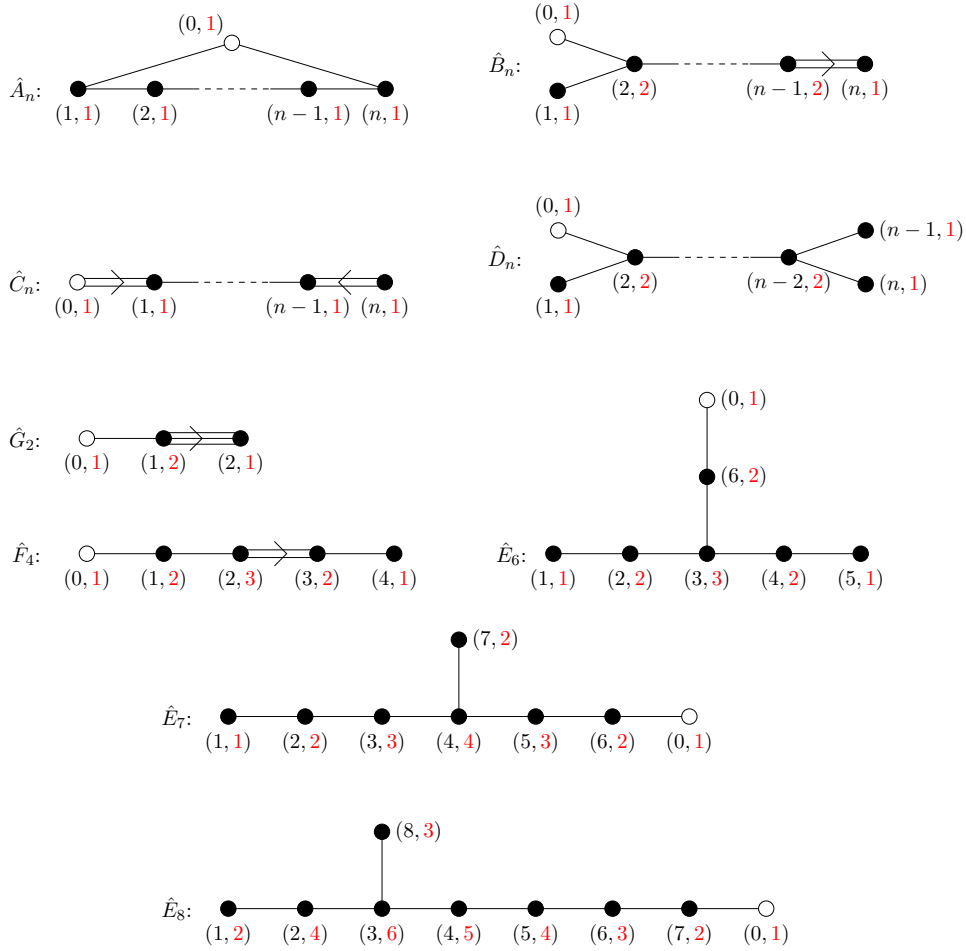 (0, 1)
Â_n:
(1, 1) (2, 1) (n − 1, 1) (n, 1)
(0, 1)
B̂_n:
(2, 2) (n − 1, 2) (n, 1)
(1, 1)
Ĉ_n:
(0, 1) (1, 1) (n − 1, 1) (n, 1)
(0, 1)
(n − 1, 1)
D̂_n:
(2, 2) (n − 2, 2)
(1, 1) (n, 1)
Ĝ_2:
(0, 1) (1, 2) (2, 1)
F̂_4:
(0, 1) (1, 2) (2, 3) (3, 2) (4, 1)
(0, 1)
(6, 2)
Ê_6:
(1, 1) (2, 2) (3, 3) (4, 2) (5, 1)
(7, 2)
Ê_7:
(1, 1) (2, 2) (3, 3) (4, 4) (5, 3) (6, 2) (0, 1)
(8, 3)
Ê_8:
(1, 2) (2, 4) (3, 6) (4, 5) (5, 4) (6, 3) (7, 2) (0, 1)